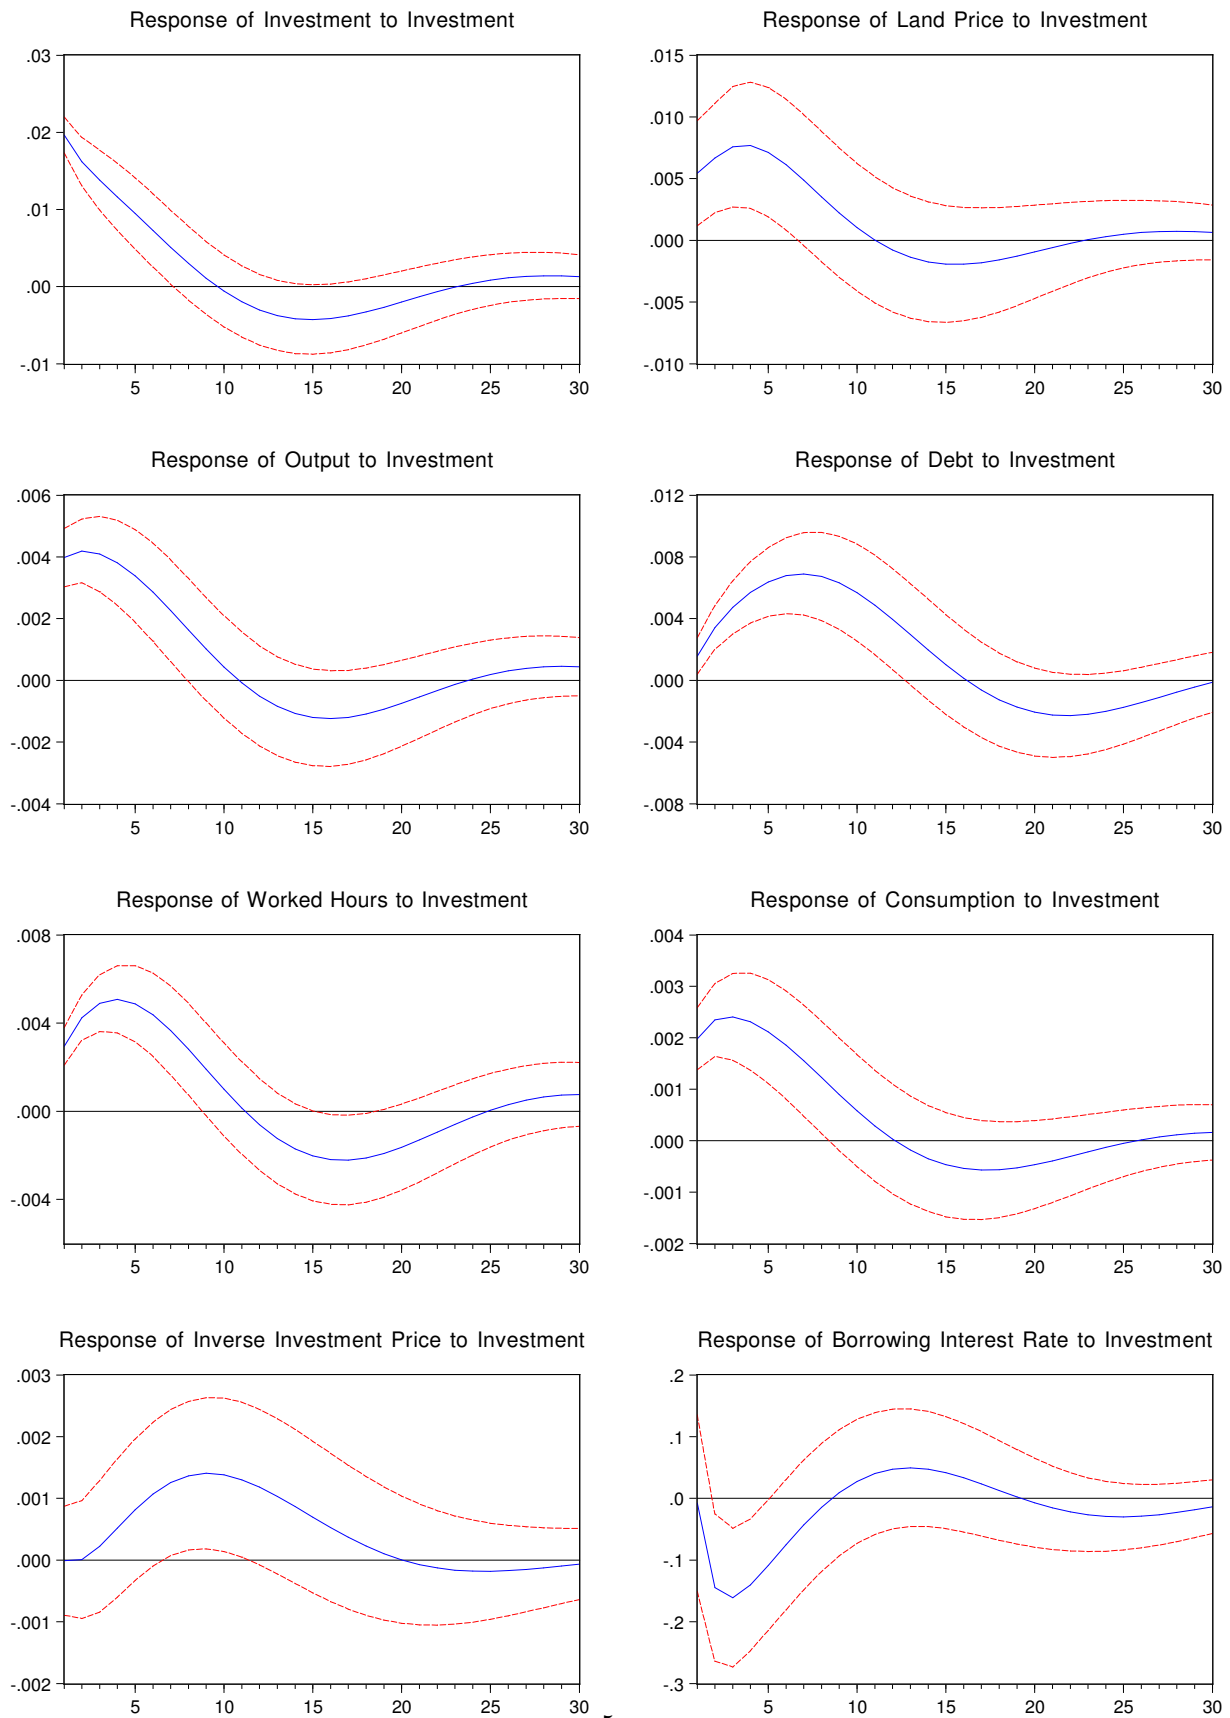 Response of Investment to Investment
.03
.02
.01
.00
-.01
5 10 15 20 25 30
Response of Land Price to Investment
.015
.010
.005
.000
-.005
-.010
5 10 15 20 25 30
Response of Output to Investment
.006
.004
.002
.000
-.002
-.004
5 10 15 20 25 30
Response of Debt to Investment
.012
.008
.004
.000
-.004
-.008
5 10 15 20 25 30
Response of Worked Hours to Investment
.008
.004
.000
-.004
5 10 15 20 25 30
Response of Consumption to Investment
.004
.003
.002
.001
.000
-.001
-.002
5 10 15 20 25 30
Response of Inverse Investment Price to Investment
.003
.002
.001
.000
-.001
-.002
5 10 15 20 25 30
Response of Borrowing Interest Rate to Investment
.2
.1
.0
-.1
-.2
-.3
5 10 15 20 25 30